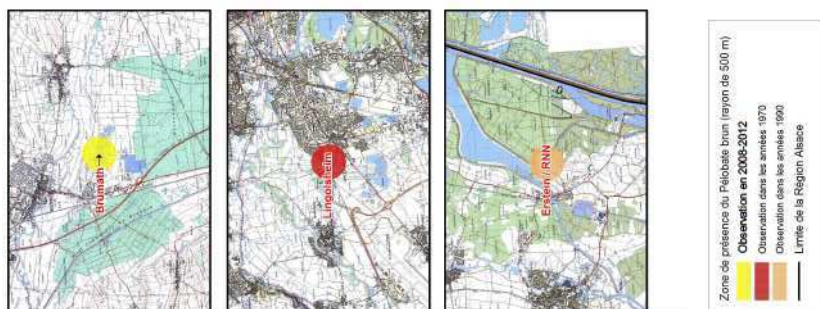 Brumath
Lingolsheim
Erstein / RNN
Zone de présence du Pélobate brun (rayon de 500 m)
Observation en 2008-2012
Observation dans les années 1970
Observation dans les années 1990
Limite de la Région Alsace